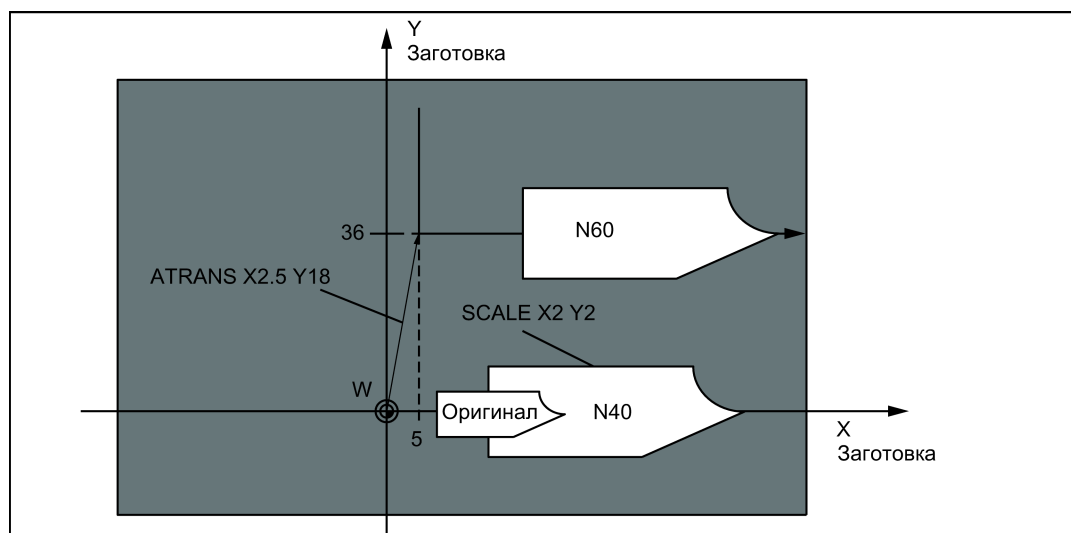 Y
Заготовка
N60
36
ATRANS X2.5 Y18
SCALE X2 Y2
W
Оригинал
N40
5
X
Заготовка